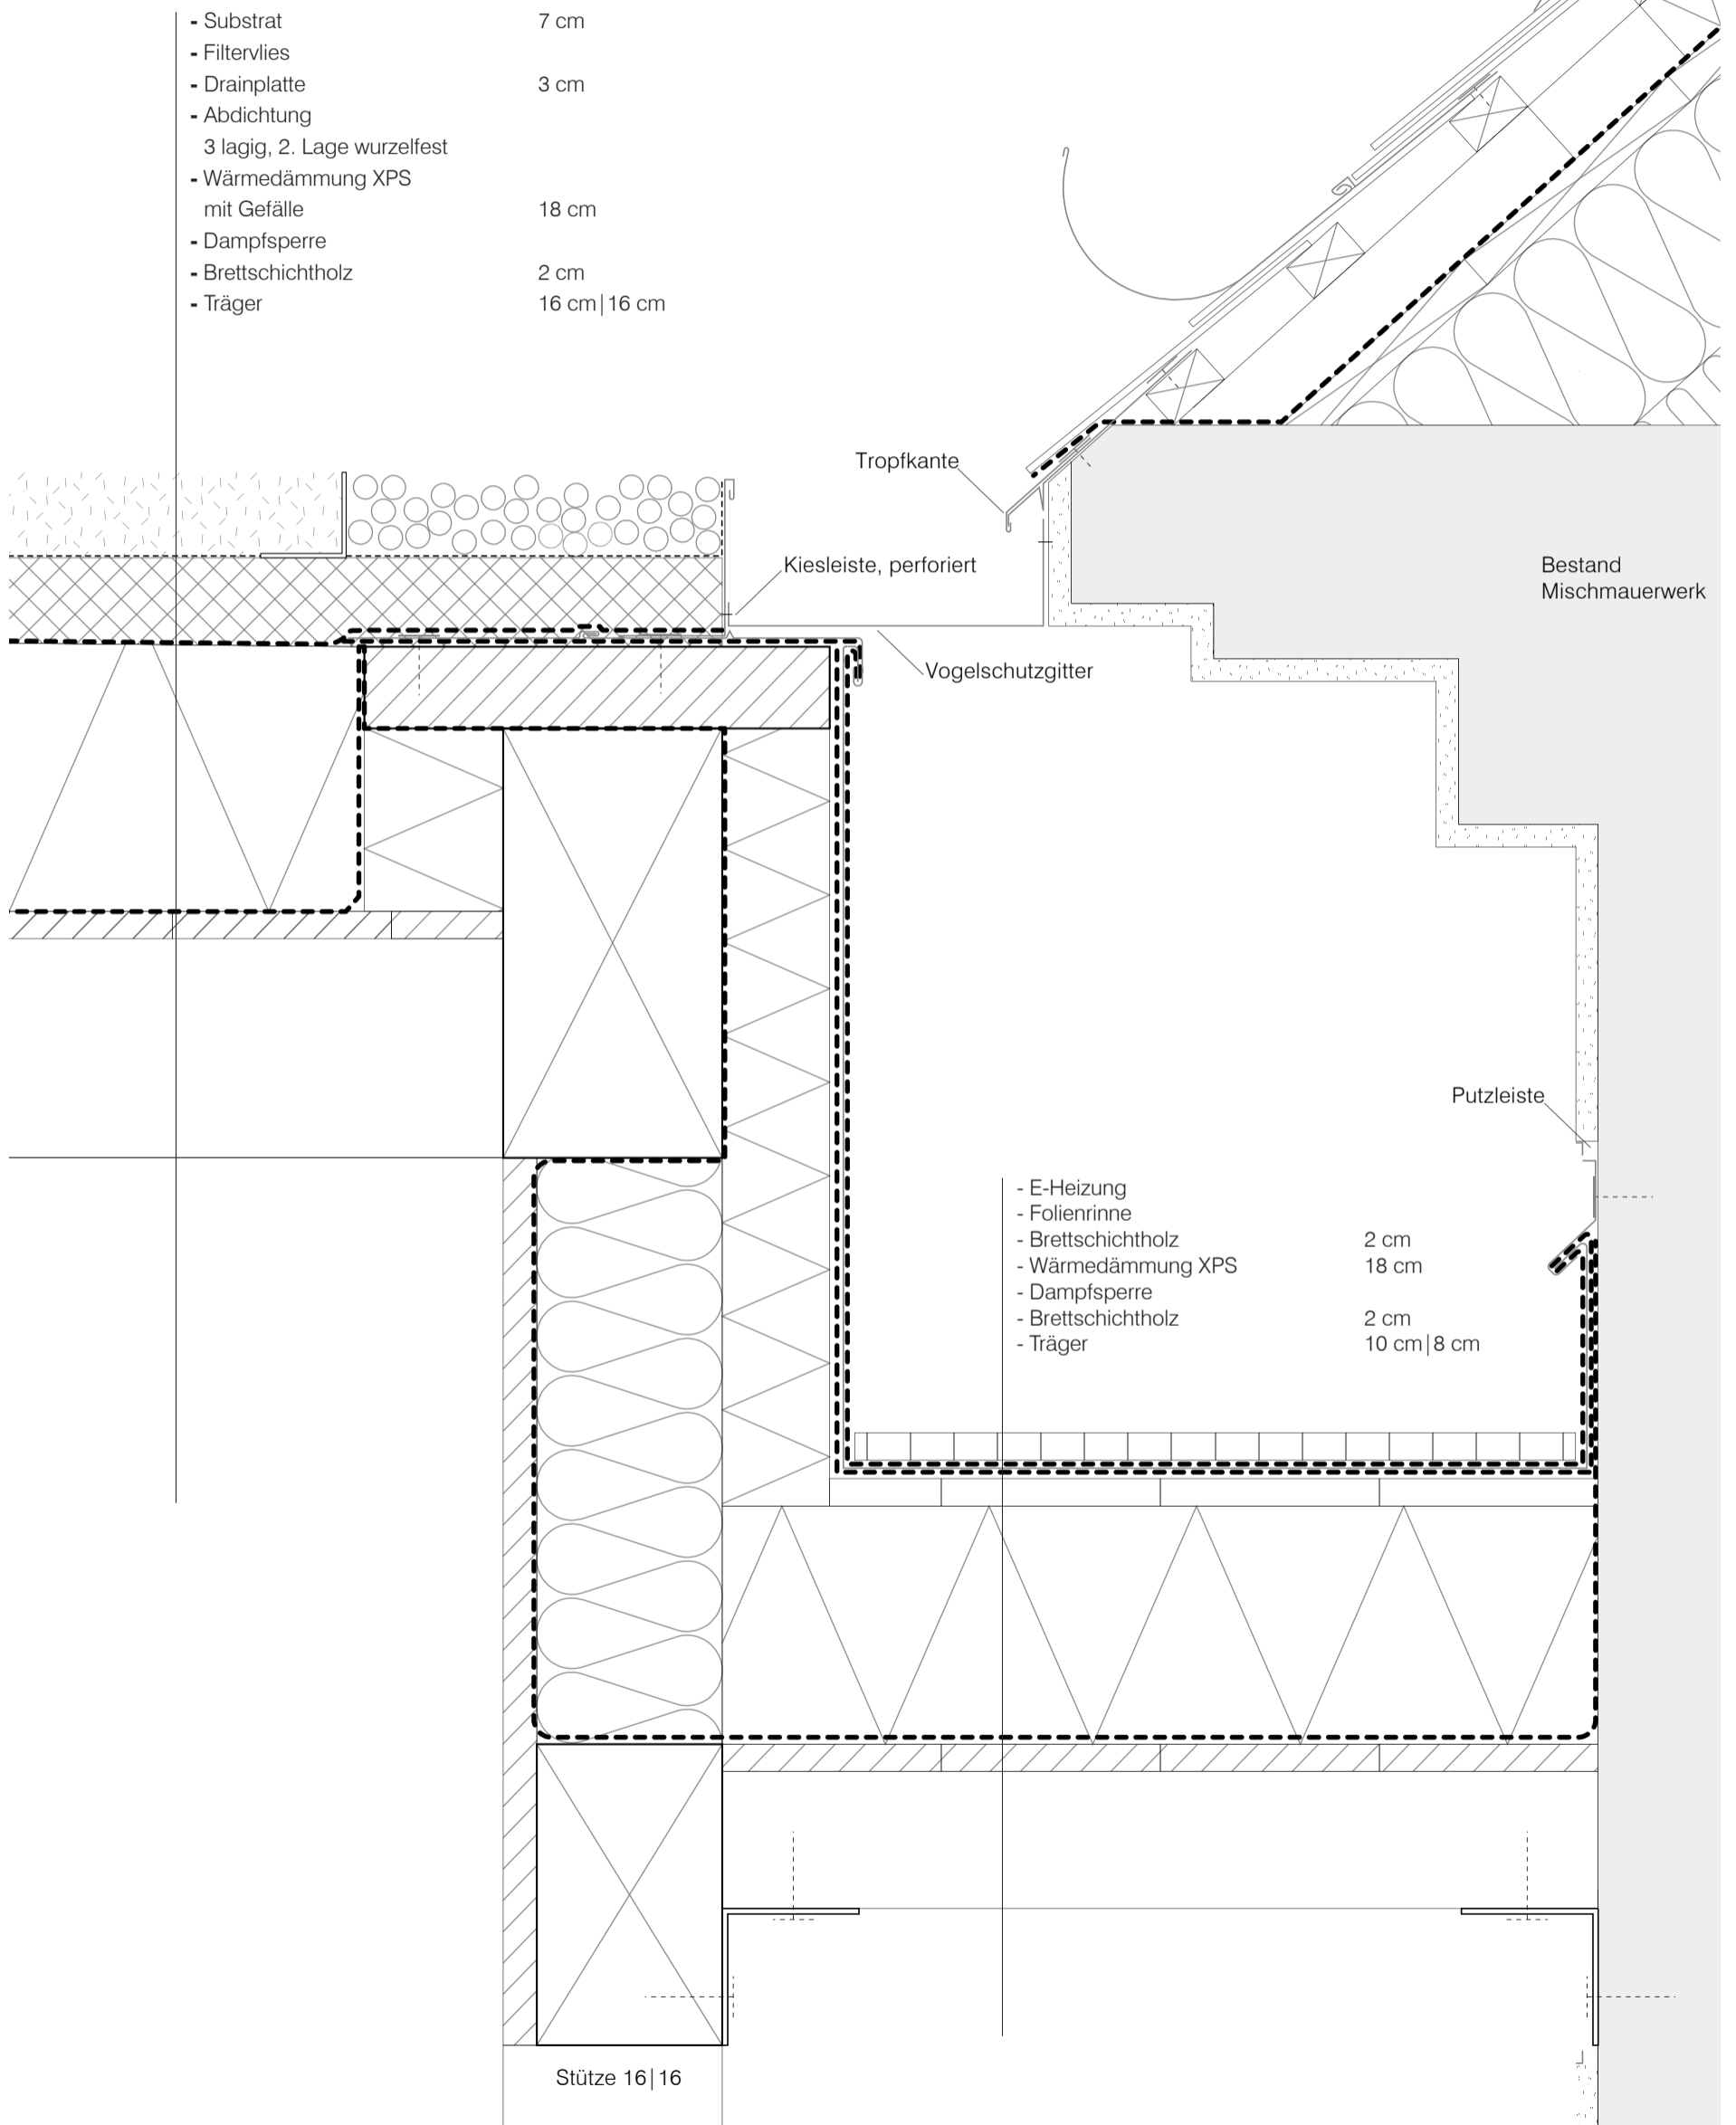 - Substrat 7 cm
- Filtervlies
- Drainplatte 3 cm
- Abdichtung
3 lagig, 2. Lage wurzelfest
- Wärmedämmung XPS
mit Gefälle 18 cm
- Dampfsperre
- Brettschichtholz 2 cm
- Träger 16 cm|16 cm
Tropfkante
Kiesleiste, perforiert
Bestand
Mischmauerwerk
Vogelschutzgitter
Putzleiste
- E-Heizung
- Folienrinne
- Brettschichtholz 2 cm
- Wärmedämmung XPS 18 cm
- Dampfsperre
- Brettschichtholz 2 cm
- Träger 10 cm|8 cm
Stütze 16|16